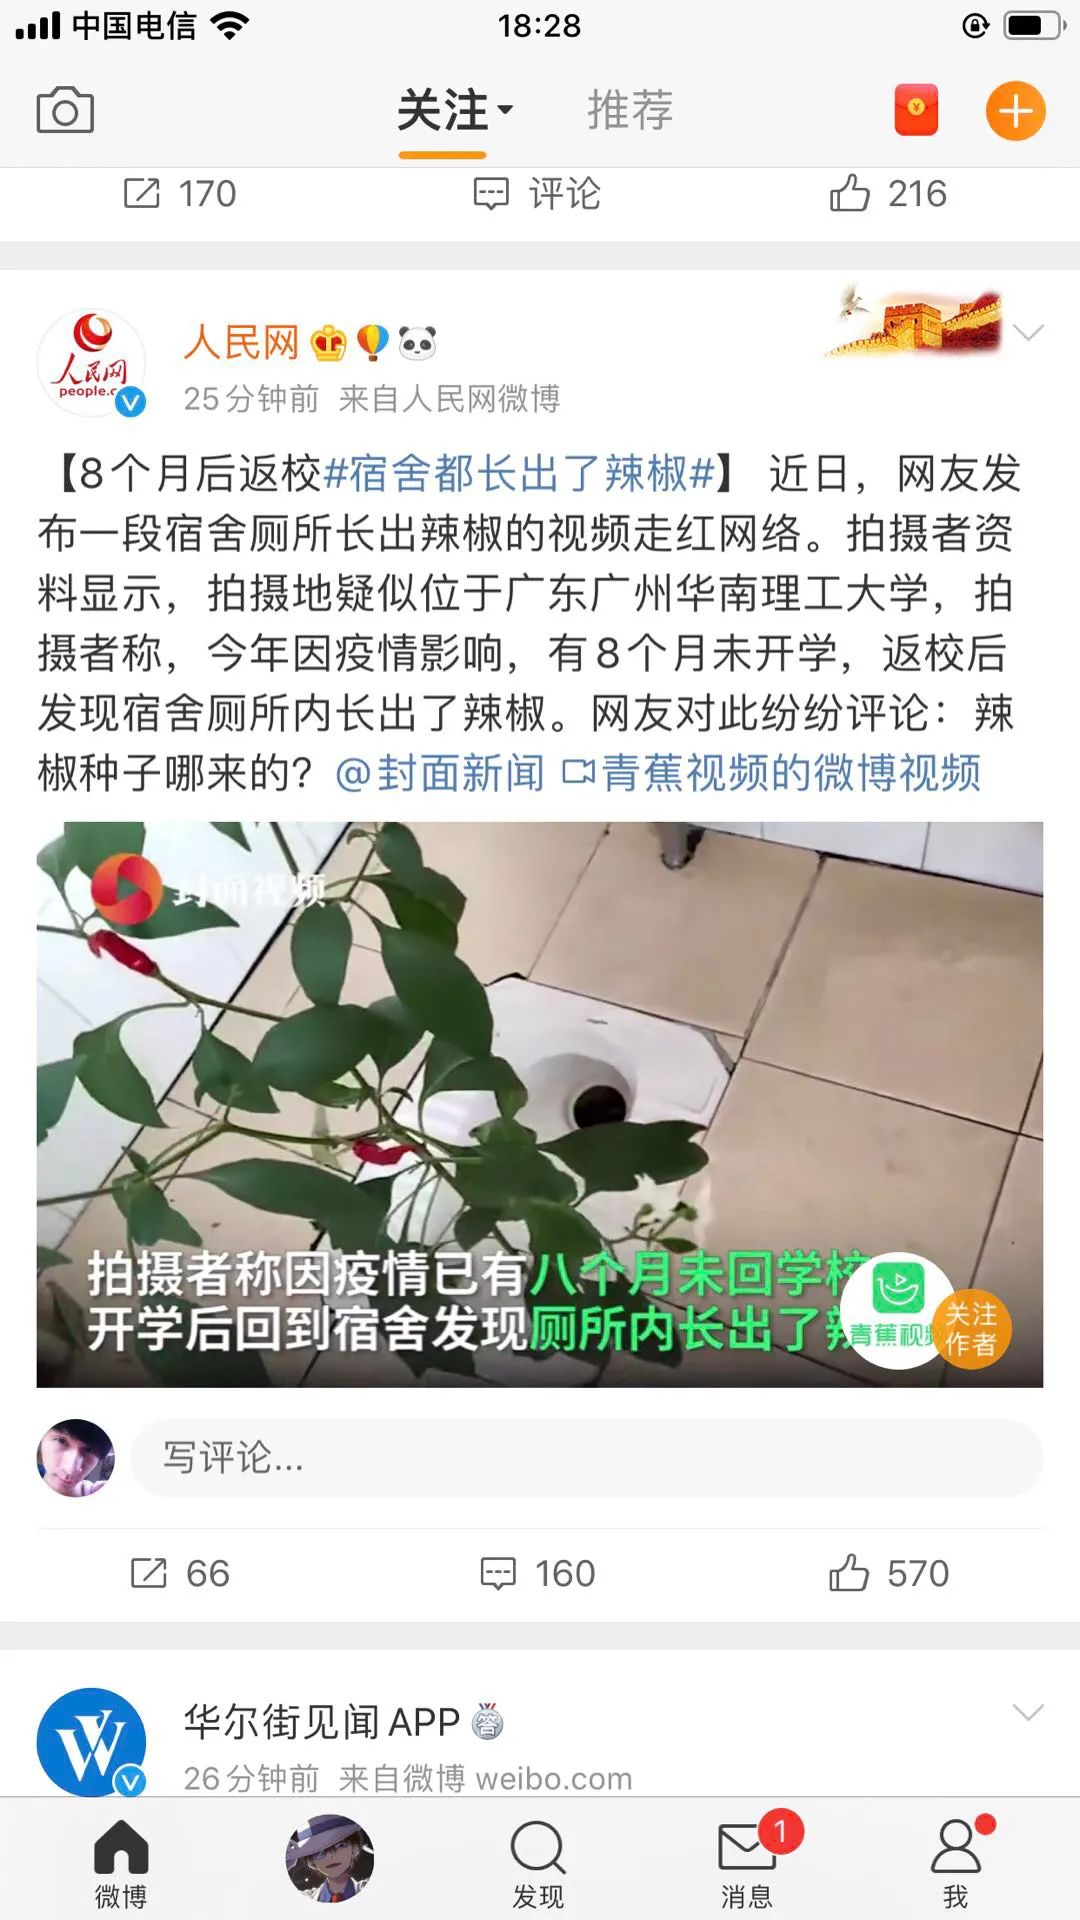 中国电信
18:28
关注
推荐
170
评论
216
人民网
people.c
人民网
25分钟前 来自人民网微博
【8个月后返校#宿舍都长出了辣椒#】近日，网友发
布一段宿舍厕所长出辣椒的视频走红网络。拍摄者资
料显示，拍摄地疑似位于广东广州华南理工大学，拍
摄者称，今年因疫情影响，有8个月未开学，返校后
发现宿舍厕所内长出了辣椒。网友对此纷纷评论：辣
椒种子哪来的？@封面新闻 青蕉视频的微博视频
封面视频
拍摄者称因疫情已有八个月未回学校
开学后回到宿舍发现厕所内长出了辣
青蕉视频
关注
作者
写评论...
66
160
570
华尔街见闻APP
答
26分钟前 来自微博 weibo.com
微博
发现
1
消息
我